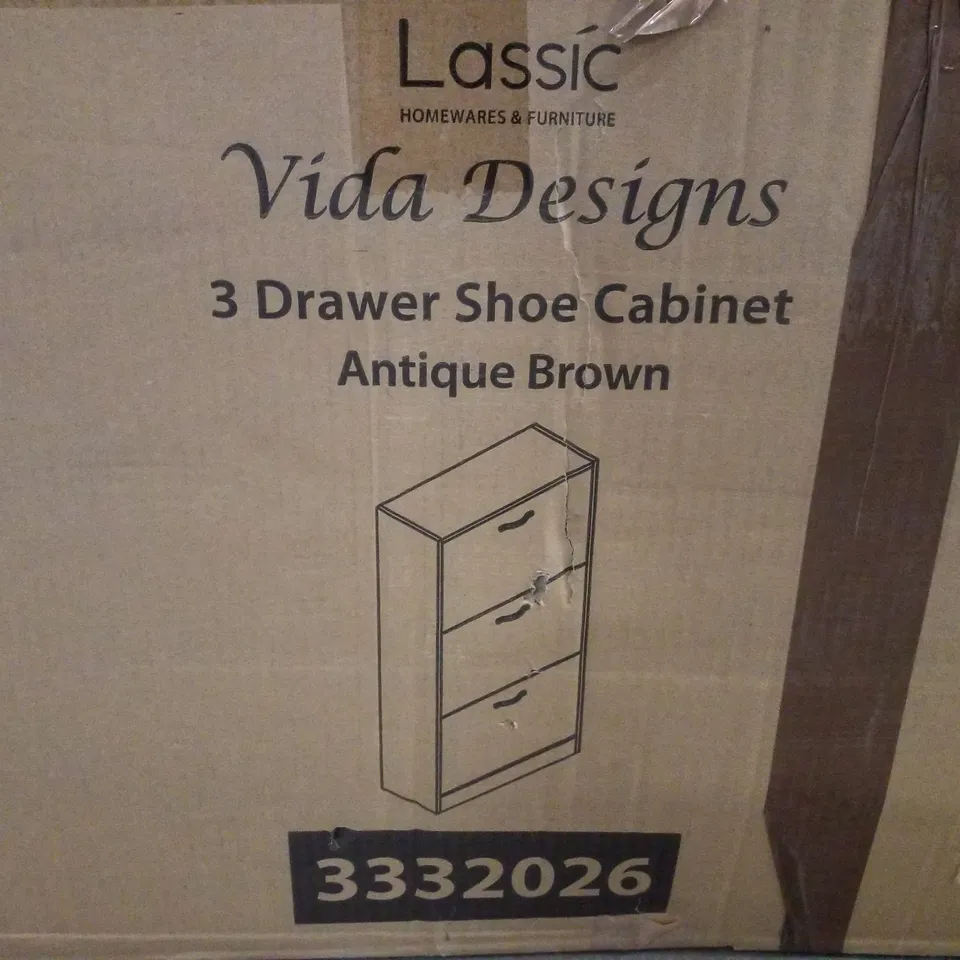 Lassic
HOMEWARES & FURNITURE
Vida Designs
3 Drawer Shoe Cabinet
Antique Brown
3332026